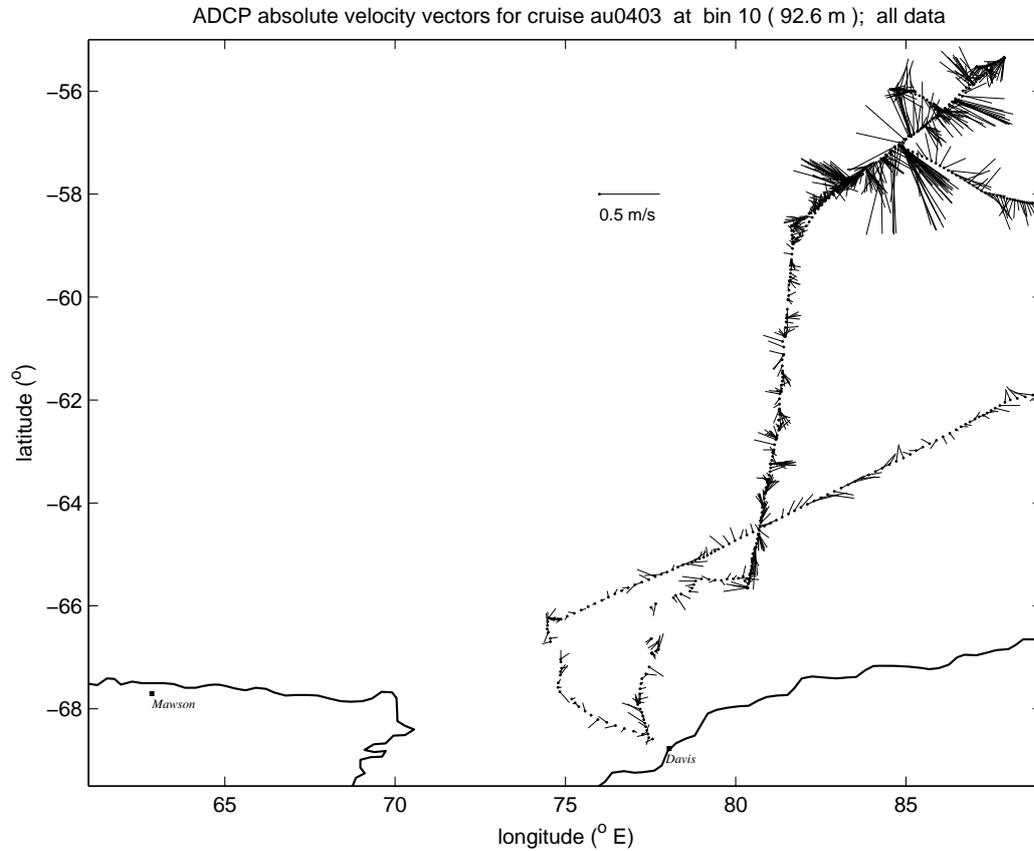 ADCP absolute velocity vectors for cruise au0403 at bin 10 ( 92.6 m ); all data
−56
−58
0.5 m/s
−60
−62
−64
−66
−68
latitude (o)
Mawson
Davis
65
70
75
80
85
longitude (o E)